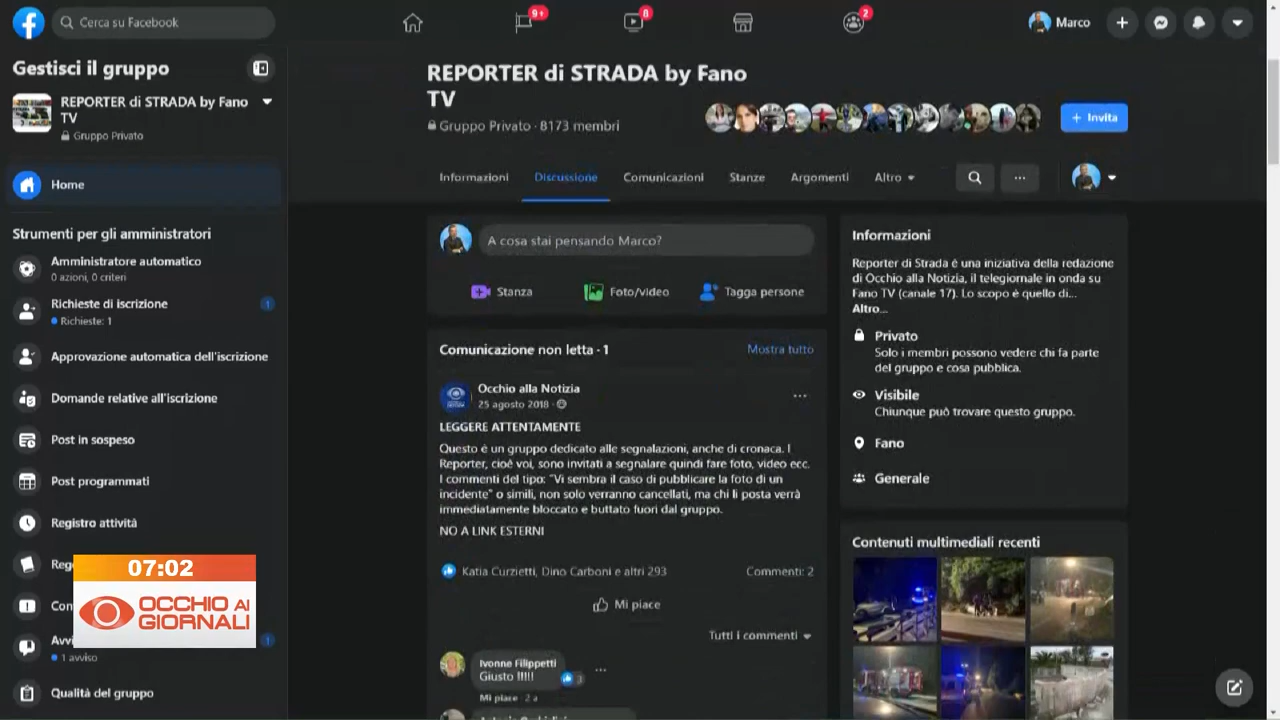 Cerca su Facebook
9+
8
2
Marco
Gestisci il gruppo
REPORTER di STRADA by Fano
TV
Gruppo Privato
Home
Strumenti per gli amministratori
Amministratore automatico
0 azioni, 0 criteri
Richieste di iscrizione
1
Richieste: 1
Approvazione automatica dell'iscrizione
Domande relative all'iscrizione
Post in sospeso
Post programmati
Registro attività
1
1 avviso
Qualità del gruppo
07:02
OCCHIO AI
GIORNALI
REPORTER di STRADA by Fano
TV
Gruppo Privato · 8173 membri
+ Invita
Informazioni
Discussione
Comunicazioni
Stanze
Argomenti
Altro
A cosa stai pensando Marco?
Stanza
Foto/video
Tagga persone
Comunicazione non letta · 1
Mostra tutto
Occhio alla Notizia
25 agosto 2018 ·
LEGGERE ATTENTAMENTE
Questo è un gruppo dedicato alle segnalazioni, anche di cronaca. I
Reporter, cioè voi, sono invitati a segnalare quindi fare foto, video ecc.
I commenti del tipo: "Vi sembra il caso di pubblicare la foto di un
incidente" o simili, non solo verranno cancellati, ma chi li posta verrà
immediatamente bloccato e buttato fuori dal gruppo.
NO A LINK ESTERNI
Katia Curzietti, Dino Carboni e altri 293
Commenti: 2
Mi piace
Tutti i commenti
Ivonne Filippetti
Giusto !!!!!
3
Mi piace · 2 a
Informazioni
Reporter di Strada è una iniziativa della redazione
di Occhio alla Notizia, il telegiornale in onda su
Fano TV (canale 17). Lo scopo è quello di...
Altro...
Privato
Solo i membri possono vedere chi fa parte
del gruppo e cosa pubblica.
Visibile
Chiunque può trovare questo gruppo.
Fano
Generale
Contenuti multimediali recenti